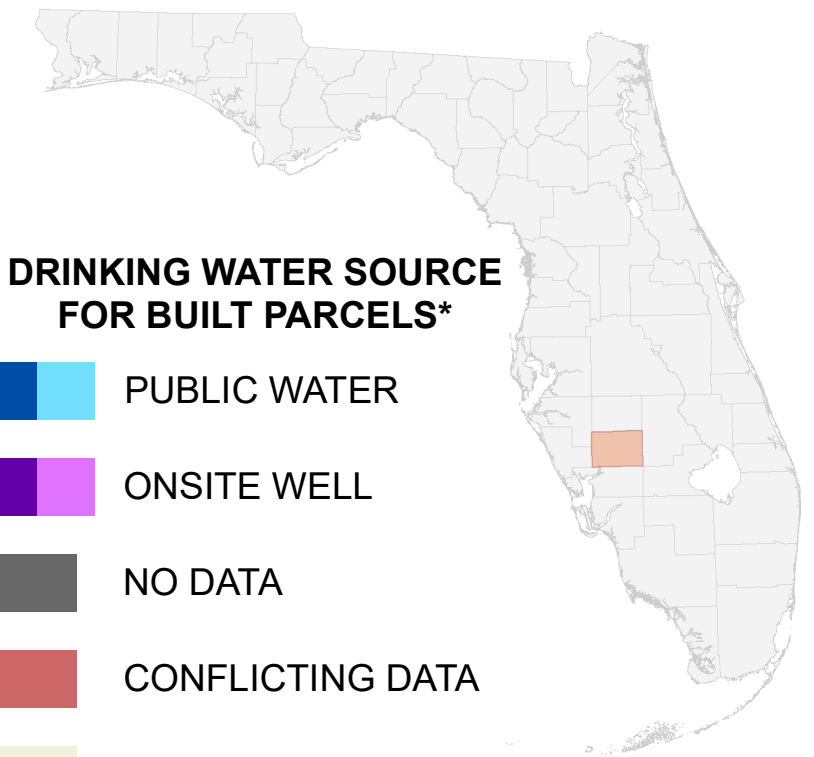 DRINKING WATER SOURCE
FOR BUILT PARCELS*
PUBLIC WATER
ONSITE WELL
NO DATA
CONFLICTING DATA